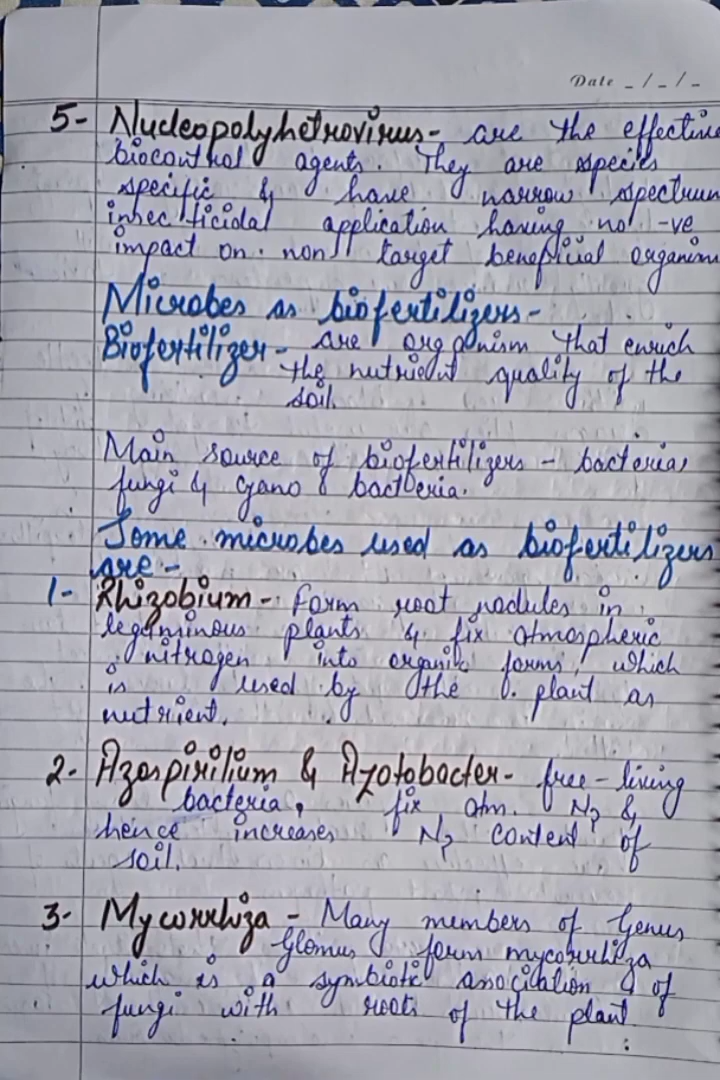 Date _/_/_
5- Nucleopolyhetrovirus - are the effective
biocontrol agents. They are species
specific & have narrow spectrum
insecticidal application having no -ve
impact on non target beneficial organism
Microbes as biofertilizers -
Biofertilizer - are organism that enrich
the nutrient quality of the
soil.
Main source of biofertilizers - bacteria,
fungi & cyano bacteria.
Some microbes used as biofertilizers
are -
1- Rhizobium - form root nodules in
leguminous plants & fix atmospheric
nitrogen into organic forms, which
is used by the plant as
nutrient.
2- Azospirilium & Azotobacter - free-living
bacteria, fix atm. N2 &
hence increases N2 content of
soil.
3- Mycorrhiza - Many members of Genus
Glomus form mycorrhiza
which is a symbiotic association of
fungi with roots of the plant